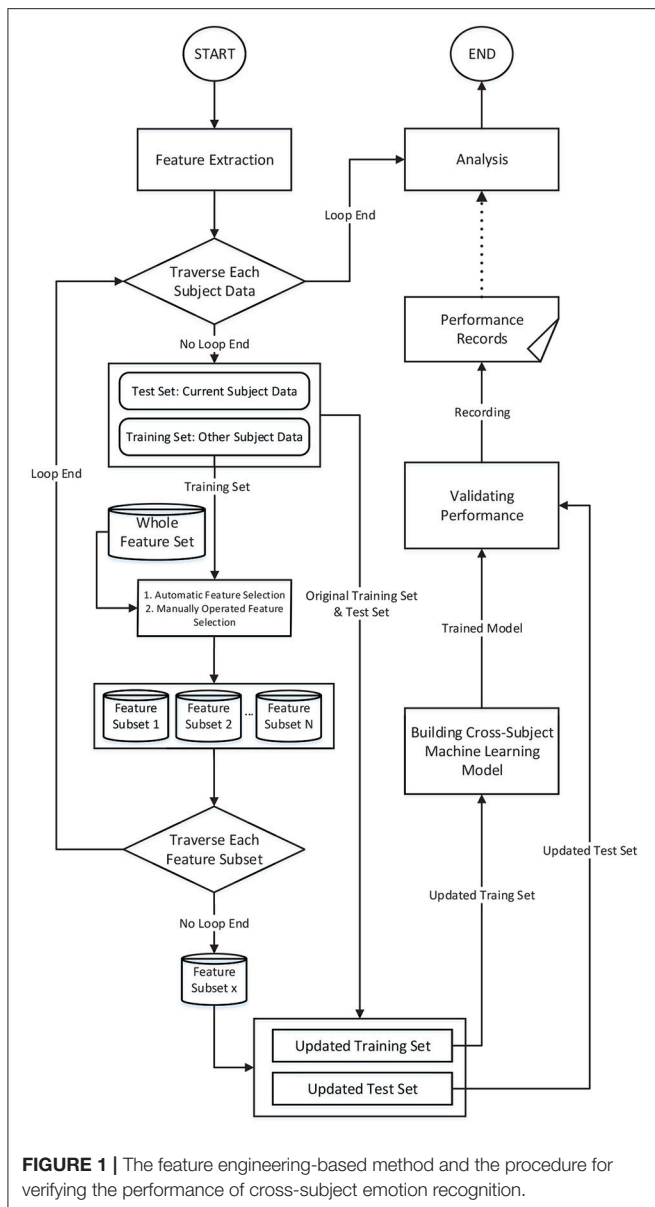 START
END
Feature Extraction
Analysis
Loop End
Traverse Each
Subject Data
No Loop End
Performance
Records
Test Set: Current Subject Data
Training Set: Other Subject Data
Recording
Loop End
Training Set
Whole
Feature Set
Validating
Performance
1. Automatic Feature Selection
2. Manually Operated Feature
Selection
Original Training Set
& Test Set
Trained Model
Feature
Subset 1
Feature
Subset 2
...
Feature
Subset N
Building Cross-Subject
Machine Learning
Model
Traverse Each
Feature Subset
Updated Test Set
Updated Traing Set
No Loop End
Feature
Subset x
Updated Training Set
Updated Test Set
FIGURE 1 | The feature engineering-based method and the procedure for
verifying the performance of cross-subject emotion recognition.